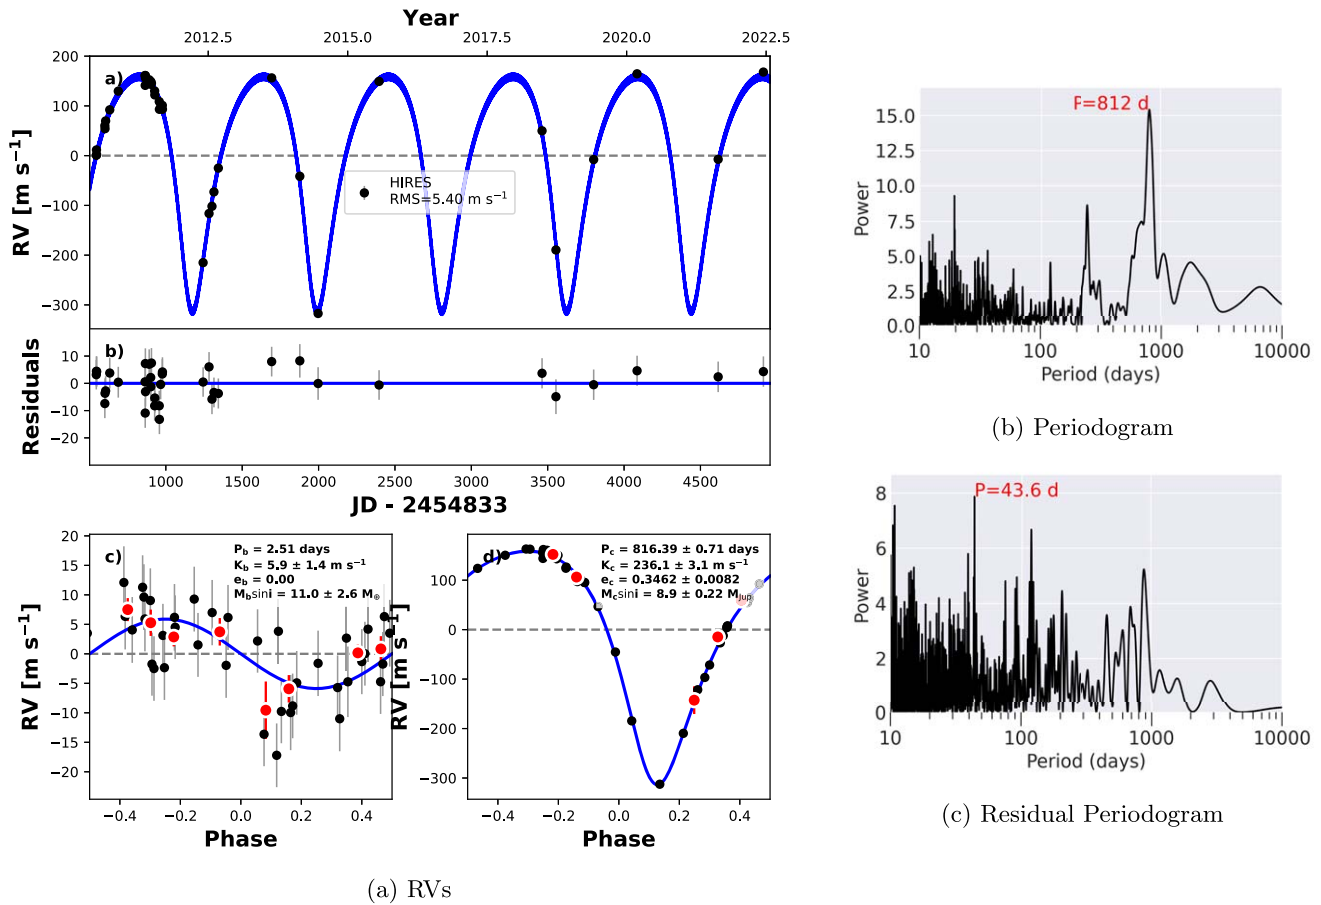 Year
2012.5 2015.0 2017.5 2020.0 2022.5
a)
200
100
0
−100
−200
−300
RV [m s⁻¹]
HIRES
RMS=5.40 m s⁻¹
b)
10
0
−10
−20
Residuals
1000 1500 2000 2500 3000 3500 4000 4500
JD - 2454833
c)
P_b = 2.51 days
K_b = 5.9 ± 1.4 m s⁻¹
e_b = 0.00
M_b sini = 11.0 ± 2.6 M⊕
20
15
10
5
0
−5
−10
−15
−20
RV [m s⁻¹]
−0.4 −0.2 0.0 0.2 0.4
Phase
d)
P_c = 816.39 ± 0.71 days
K_c = 236.1 ± 3.1 m s⁻¹
e_c = 0.3462 ± 0.0082
M_c sini = 8.9 ± 0.22 M_Jup
100
0
−100
−200
−300
RV [m s⁻¹]
−0.4 −0.2 0.0 0.2 0.4
Phase
(a) RVs
P=812 d
15.0
12.5
10.0
7.5
5.0
2.5
0.0
Power
10 100 1000 10000
Period (days)
(b) Periodogram
P=43.6 d
8
6
4
2
0
Power
10 100 1000 10000
Period (days)
(c) Residual Periodogram